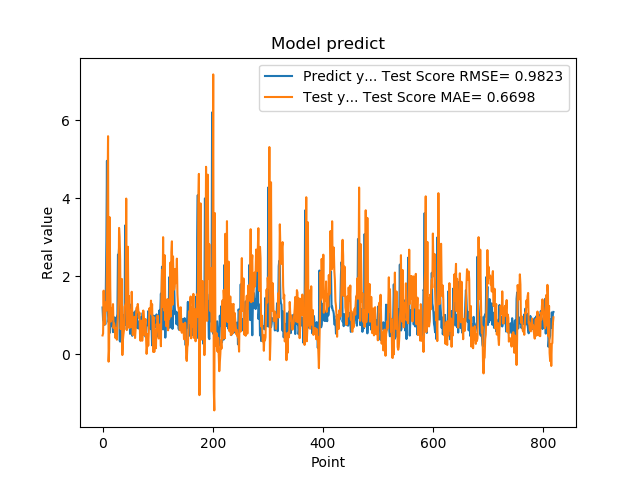 Model predict
Predict y... Test Score RMSE= 0.9823
Test y... Test Score MAE= 0.6698
Real value
6
4
2
0
0 200 400 600 800
Point